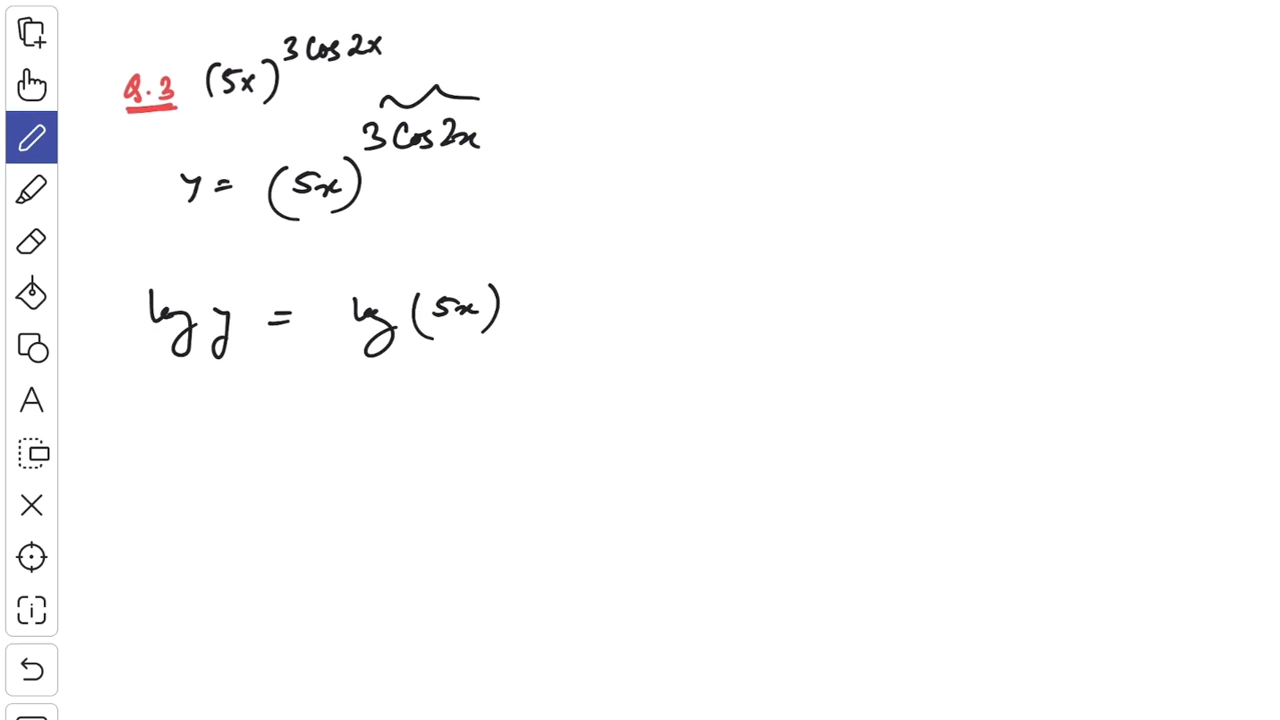 Q.3 (5x)^{3 Cos 2x}
y = (5x)^{3 Cos 2x}
log y = log (5x)